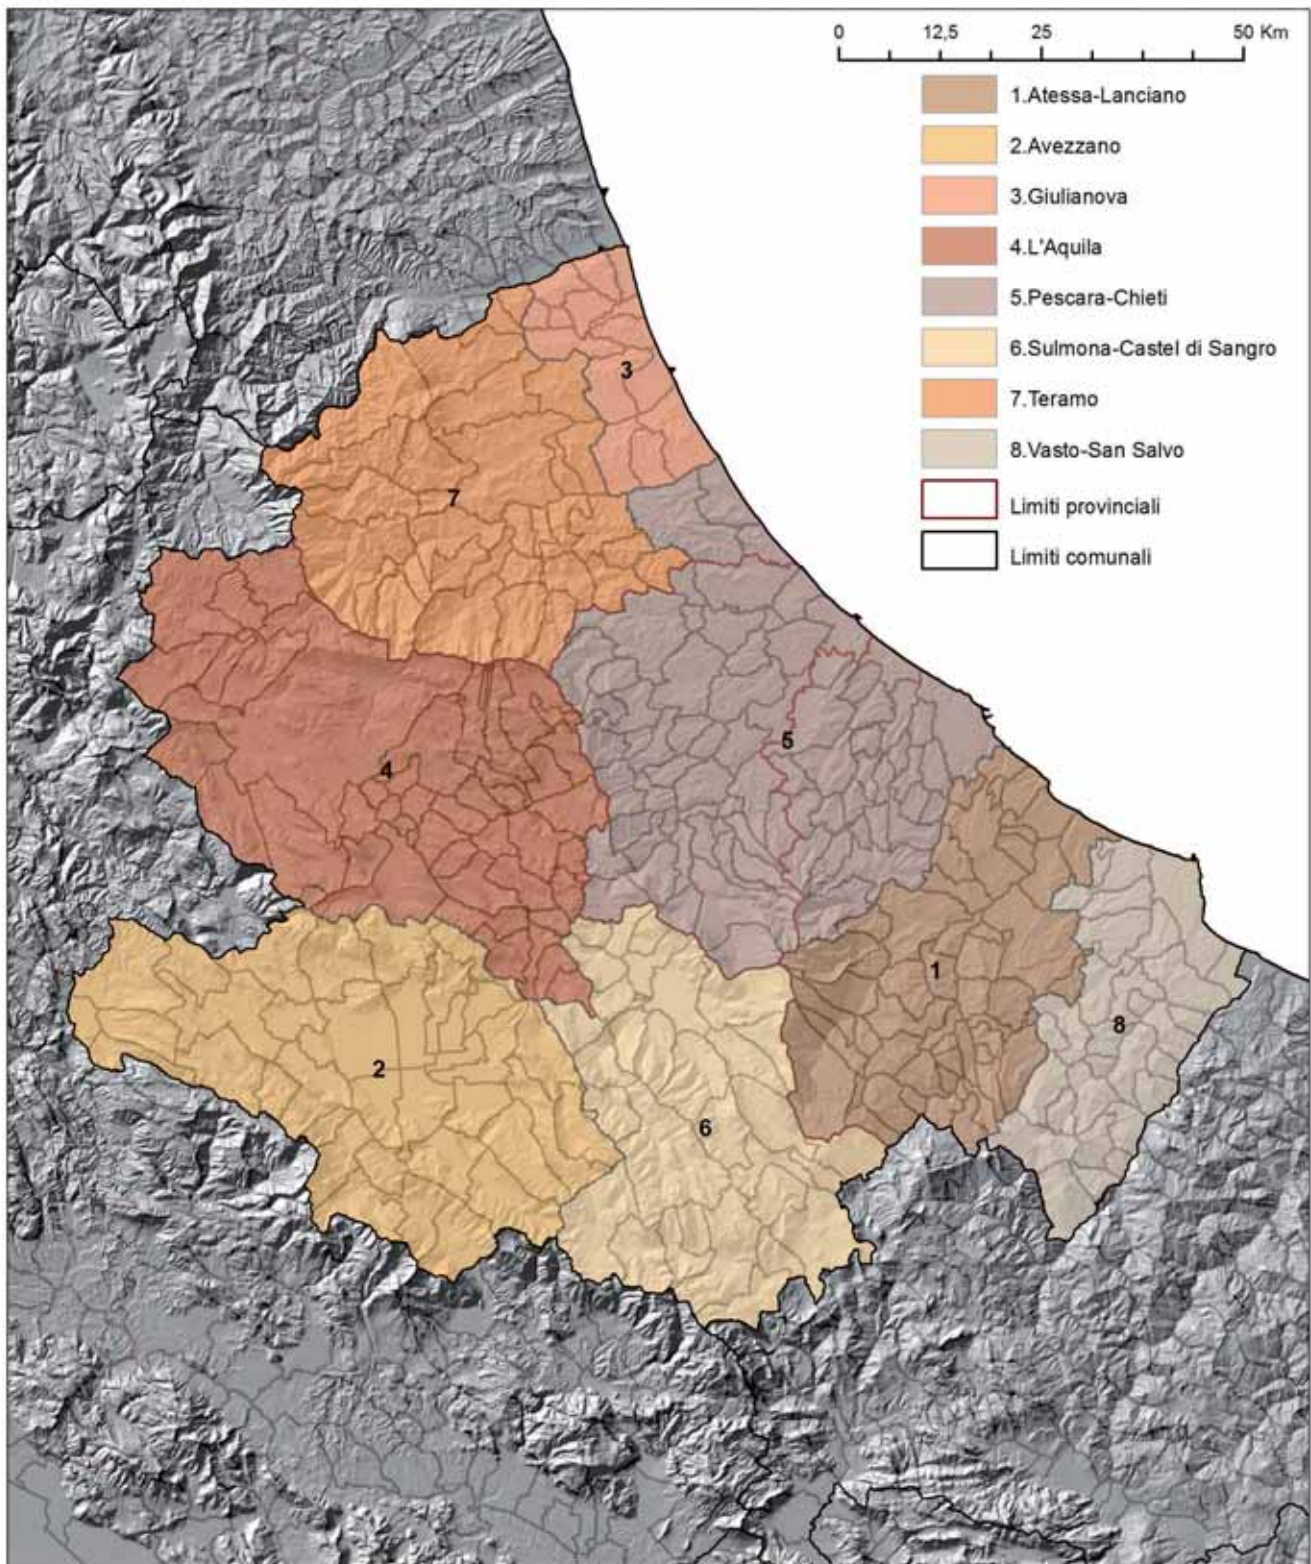 0 12,5 25 50 Km
1.Atessa-Lanciano
2.Avezzano
3.Giulianova
4.L'Aquila
5.Pescara-Chieti
6.Sulmona-Castel di Sangro
7.Teramo
8.Vasto-San Salvo
Limiti provinciali
Limiti comunali
3
7
5
4
1
8
2
6